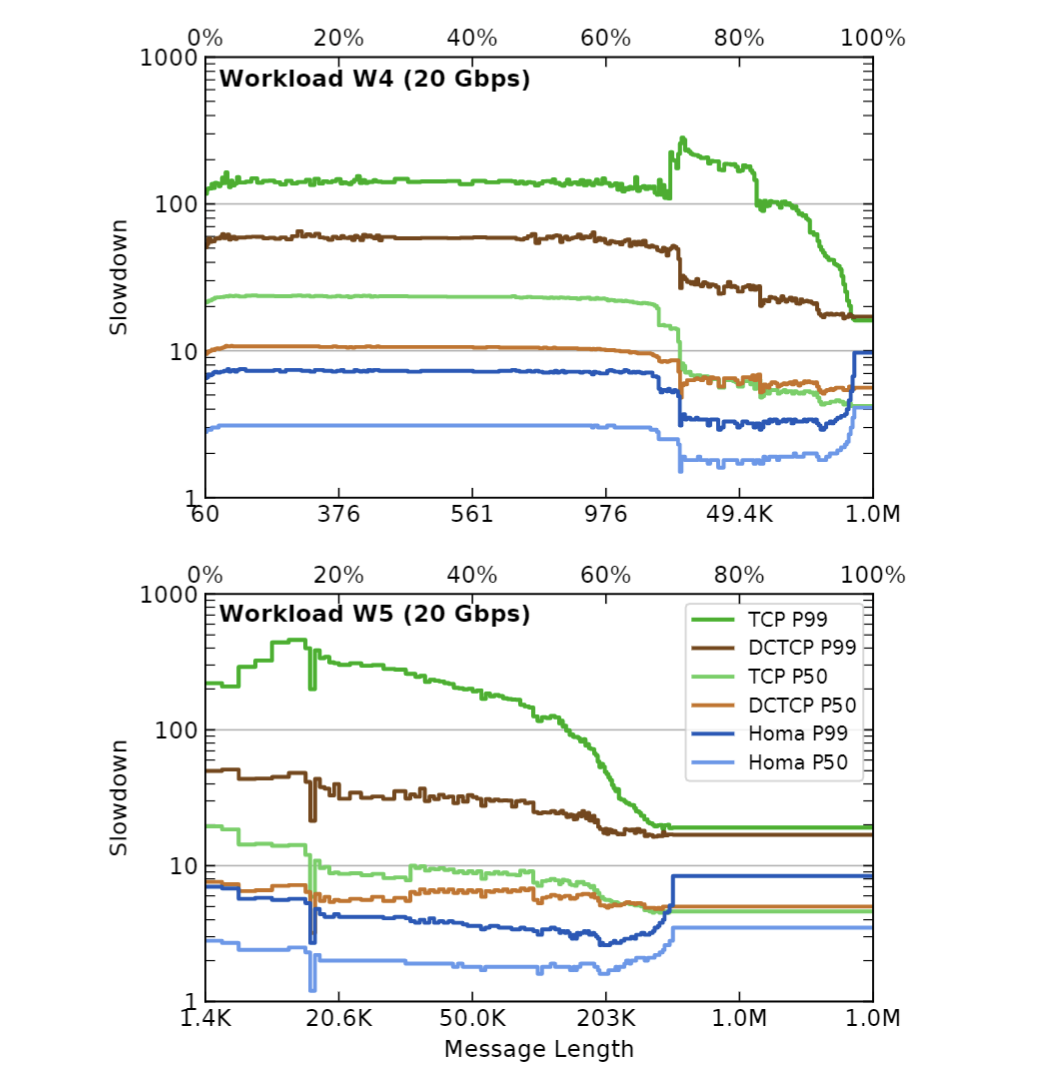 0% 20% 40% 60% 80% 100%
1000
Workload W4 (20 Gbps)
100
Slowdown
10
1
60 376 561 976 49.4K 1.0M
0% 20% 40% 60% 80% 100%
1000
Workload W5 (20 Gbps)
TCP P99
DCTCP P99
TCP P50
DCTCP P50
Homa P99
Homa P50
100
Slowdown
10
1
1.4K 20.6K 50.0K 203K 1.0M 1.0M
Message Length